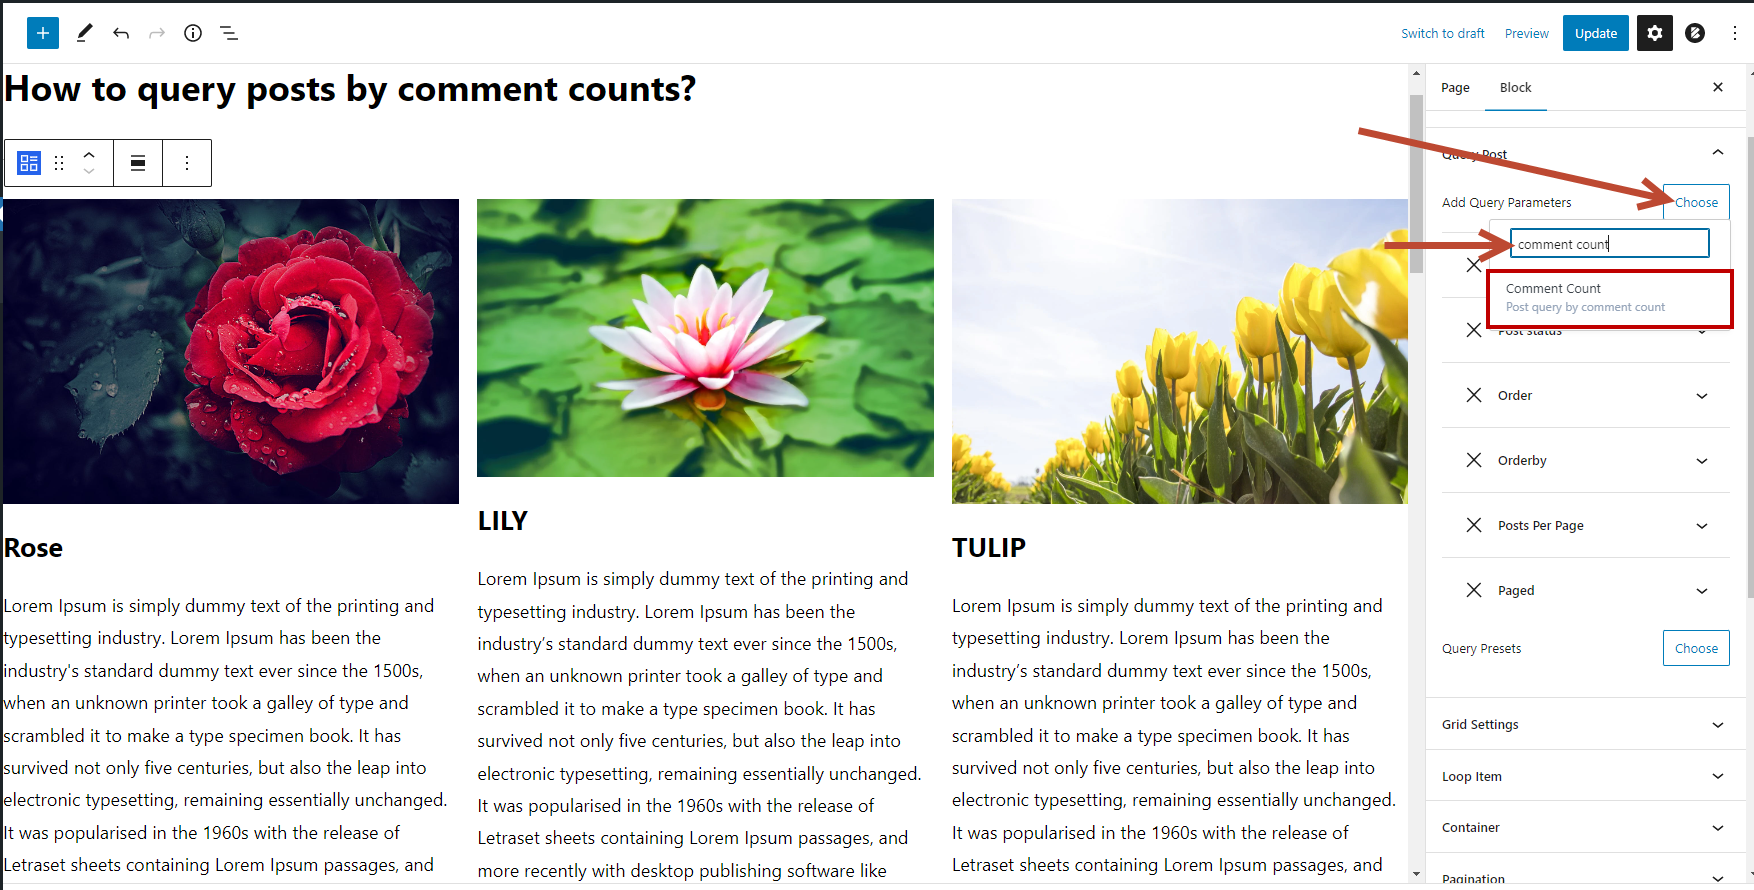 Switch to draft
Preview
Update
How to query posts by comment counts?
Rose
Lorem Ipsum is simply dummy text of the printing and
typesetting industry. Lorem Ipsum has been the
industry's standard dummy text ever since the 1500s,
when an unknown printer took a galley of type and
scrambled it to make a type specimen book. It has
survived not only five centuries, but also the leap into
electronic typesetting, remaining essentially unchanged.
It was popularised in the 1960s with the release of
Letraset sheets containing Lorem Ipsum passages, and
LILY
Lorem Ipsum is simply dummy text of the printing and
typesetting industry. Lorem Ipsum has been the
industry’s standard dummy text ever since the 1500s,
when an unknown printer took a galley of type and
scrambled it to make a type specimen book. It has
survived not only five centuries, but also the leap into
electronic typesetting, remaining essentially unchanged.
It was popularised in the 1960s with the release of
Letraset sheets containing Lorem Ipsum passages, and
more recently with desktop publishing software like
TULIP
Lorem Ipsum is simply dummy text of the printing and
typesetting industry. Lorem Ipsum has been the
industry’s standard dummy text ever since the 1500s,
when an unknown printer took a galley of type and
scrambled it to make a type specimen book. It has
survived not only five centuries, but also the leap into
electronic typesetting, remaining essentially unchanged.
It was popularised in the 1960s with the release of
Letraset sheets containing Lorem Ipsum passages, and
Page
Block
Query Post
Add Query Parameters
Choose
comment count
Comment Count
Post query by comment count
Post status
Order
Orderby
Posts Per Page
Paged
Query Presets
Choose
Grid Settings
Loop Item
Container
Pagination